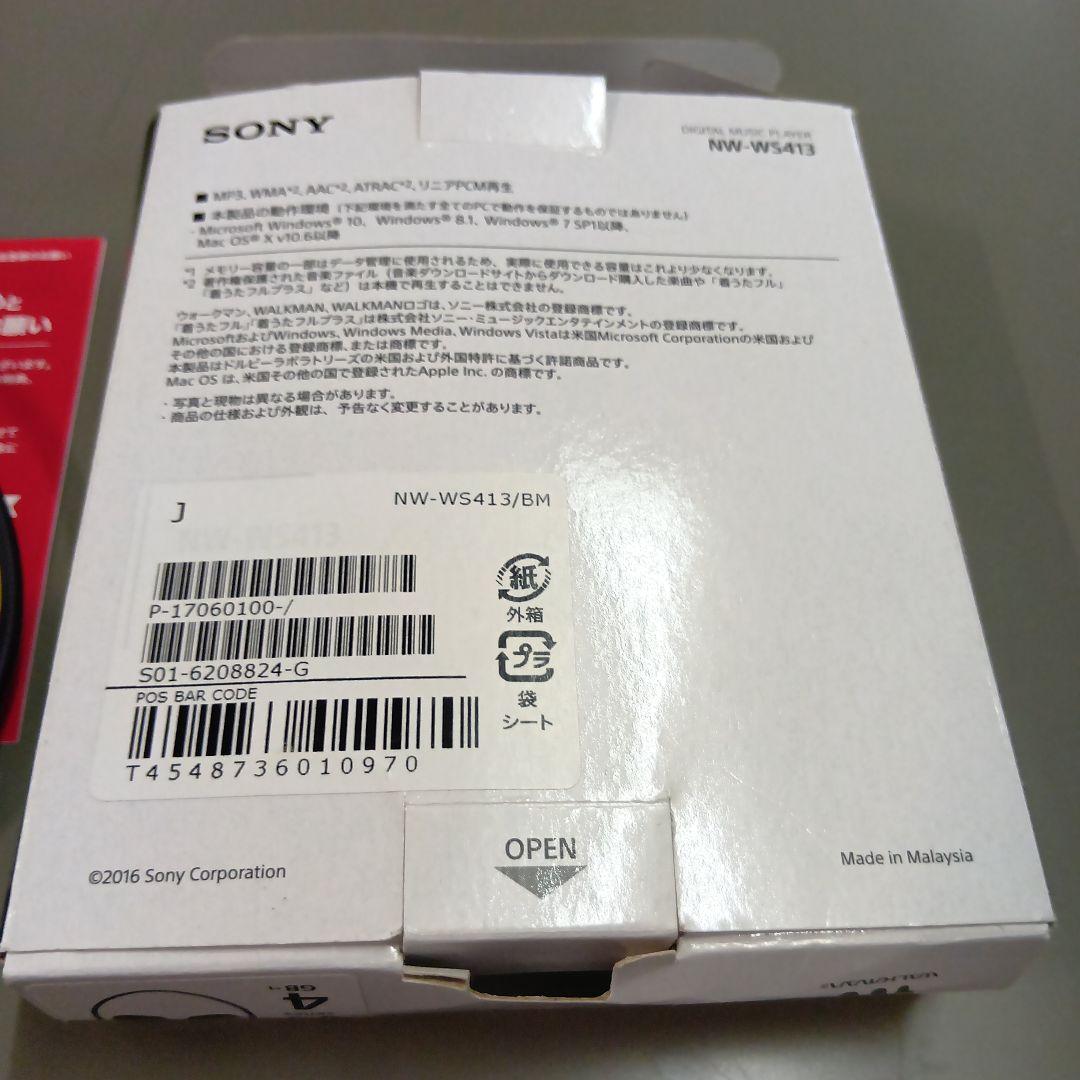 SONY
DIGITAL MUSIC PLAYER
NW-WS413
■ MP3、WMA*2、AAC*2、ATRAC*2、リニアPCM再生
■ 本製品の動作環境 (下記環境を満たす全てのPCで動作を保証するものではありません)
· Microsoft Windows® 10、 Windows® 8.1、 Windows® 7 SP1以降、
Mac OS® X v10.6以降
*1 メモリー容量の一部はデータ管理に使用されるため、実際に使用できる容量はこれより少なくなります。
*2 著作権保護された音楽ファイル (音楽ダウンロードサイトからダウンロード購入した楽曲や「着うたフル」
「着うたフルプラス」など) は本機で再生することはできません。
ウォークマン、WALKMAN、WALKMANロゴは、ソニー株式会社の登録商標です。
「着うたフル」「着うたフルプラス」は株式会社ソニー・ミュージックエンタテインメントの登録商標です。
MicrosoftおよびWindows、Windows Media、Windows Vistaは米国Microsoft Corporationの米国および
その他の国における登録商標、または商標です。
本製品はドルビーラボラトリーズの米国および外国特許に基づく許諾商品です。
Mac OS は、米国その他の国で登録されたApple Inc. の商標です。
· 写真と現物は異なる場合があります。
· 商品の仕様および外観は、予告なく変更することがあります。
J
NW-WS413/BM
P-17060100-/
S01-6208824-G
POS BAR CODE
T4548736010970
紙
外箱
プラ
袋
シート
OPEN
©2016 Sony Corporation
Made in Malaysia
4
GB*1
WALKMAN®
願い